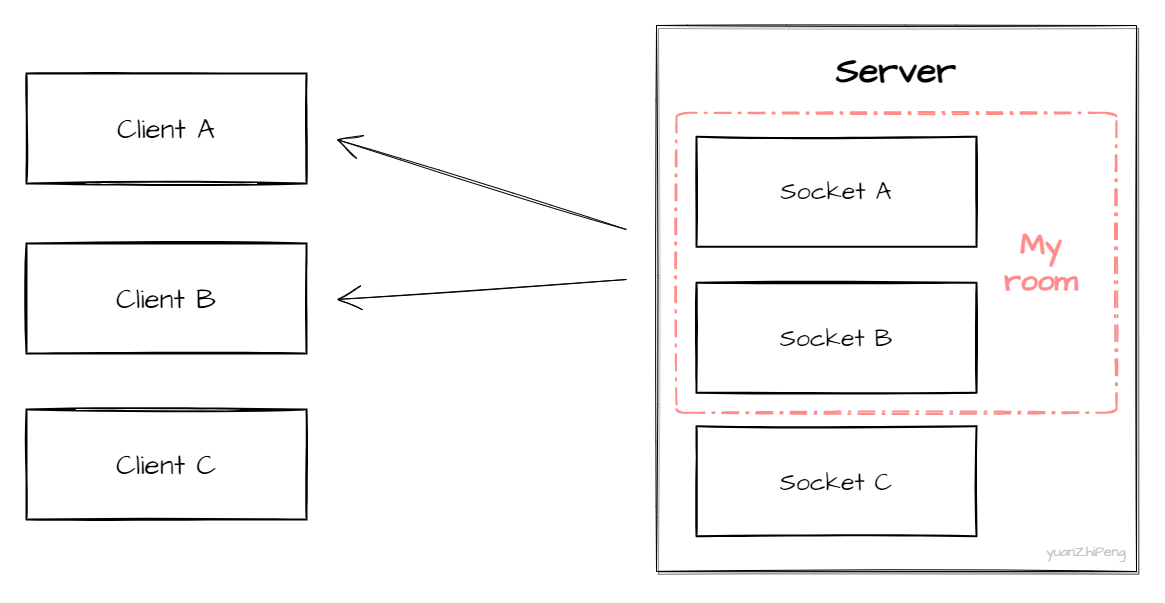 Server
Client A
Socket A
My
room
Client B
Socket B
Client C
Socket C
yuanZhiPeng